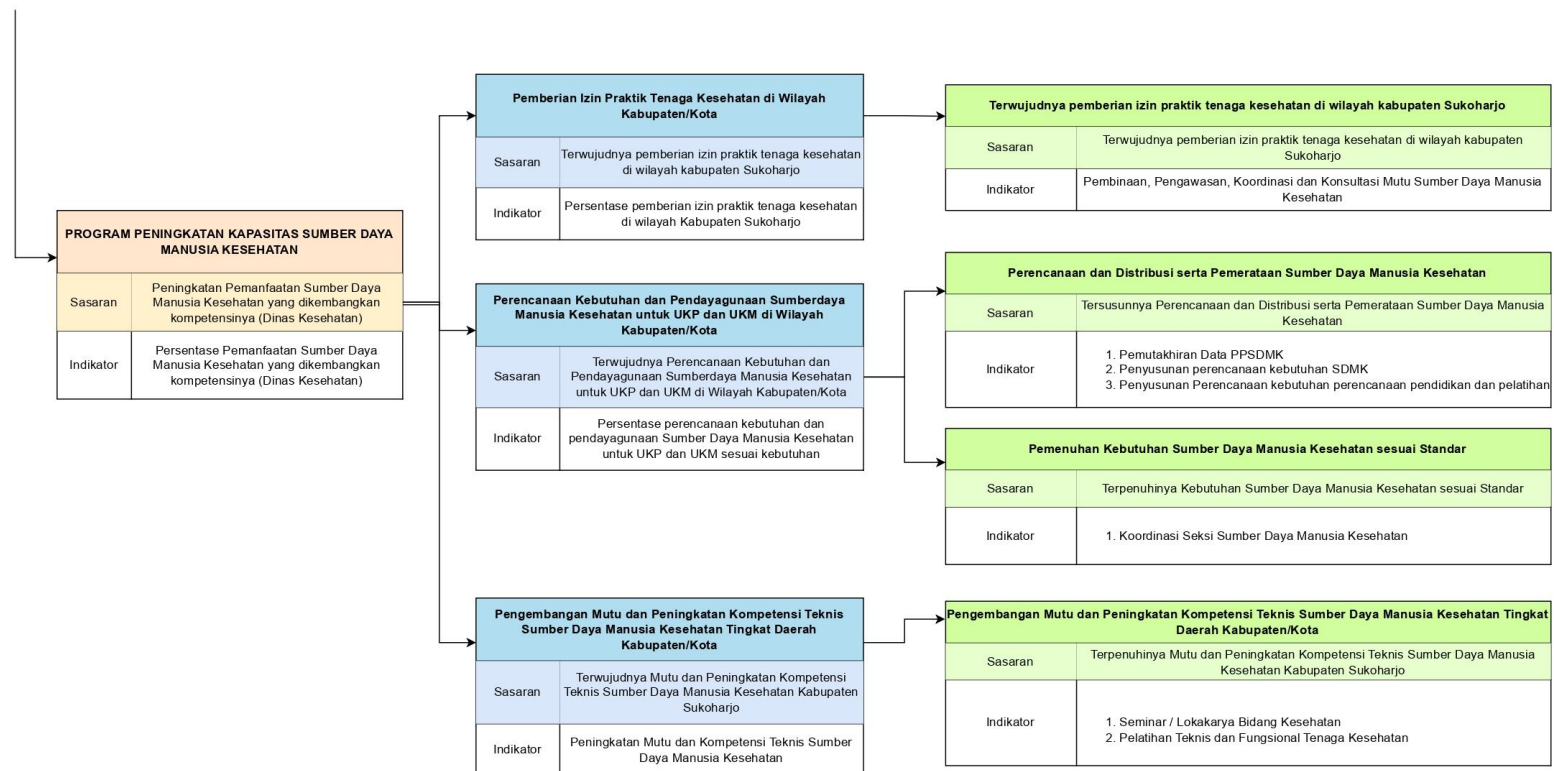 PROGRAM PENINGKATAN KAPASITAS SUMBER DAYA
MANUSIA KESEHATAN
Sasaran
Peningkatan Pemanfaatan Sumber Daya
Manusia Kesehatan yang dikembangkan
kompetensinya (Dinas Kesehatan)
Indikator
Persentase Pemanfaatan Sumber Daya
Manusia Kesehatan yang dikembangkan
kompetensinya (Dinas Kesehatan)
Pemberian Izin Praktik Tenaga Kesehatan di Wilayah
Kabupaten/Kota
Sasaran
Terwujudnya pemberian izin praktik tenaga kesehatan
di wilayah kabupaten Sukoharjo
Indikator
Persentase pemberian izin praktik tenaga kesehatan
di wilayah Kabupaten Sukoharjo
Terwujudnya pemberian izin praktik tenaga kesehatan di wilayah kabupaten Sukoharjo
Sasaran
Terwujudnya pemberian izin praktik tenaga kesehatan di wilayah kabupaten
Sukoharjo
Indikator
Pembinaan, Pengawasan, Koordinasi dan Konsultasi Mutu Sumber Daya Manusia
Kesehatan
Perencanaan Kebutuhan dan Pendayagunaan Sumberdaya
Manusia Kesehatan untuk UKP dan UKM di Wilayah
Kabupaten/Kota
Sasaran
Terwujudnya Perencanaan Kebutuhan dan
Pendayagunaan Sumberdaya Manusia Kesehatan
untuk UKP dan UKM di Wilayah Kabupaten/Kota
Indikator
Persentase perencanaan kebutuhan dan
pendayagunaan Sumber Daya Manusia Kesehatan
untuk UKP dan UKM sesuai kebutuhan
Perencanaan dan Distribusi serta Pemerataan Sumber Daya Manusia Kesehatan
Sasaran
Tersusunnya Perencanaan dan Distribusi serta Pemerataan Sumber Daya Manusia
Kesehatan
Indikator
1. Pemutakhiran Data PPSDMK
2. Penyusunan perencanaan kebutuhan SDMK
3. Penyusunan Perencanaan kebutuhan perencanaan pendidikan dan pelatihan
Pemenuhan Kebutuhan Sumber Daya Manusia Kesehatan sesuai Standar
Sasaran
Terpenuhinya Kebutuhan Sumber Daya Manusia Kesehatan sesuai Standar
Indikator
1. Koordinasi Seksi Sumber Daya Manusia Kesehatan
Pengembangan Mutu dan Peningkatan Kompetensi Teknis
Sumber Daya Manusia Kesehatan Tingkat Daerah
Kabupaten/Kota
Sasaran
Terwujudnya Mutu dan Peningkatan Kompetensi
Teknis Sumber Daya Manusia Kesehatan Kabupaten
Sukoharjo
Indikator
Peningkatan Mutu dan Kompetensi Teknis Sumber
Daya Manusia Kesehatan
Pengembangan Mutu dan Peningkatan Kompetensi Teknis Sumber Daya Manusia Kesehatan Tingkat
Daerah Kabupaten/Kota
Sasaran
Terpenuhinya Mutu dan Peningkatan Kompetensi Teknis Sumber Daya Manusia
Kesehatan Kabupaten Sukoharjo
Indikator
1. Seminar / Lokakarya Bidang Kesehatan
2. Pelatihan Teknis dan Fungsional Tenaga Kesehatan